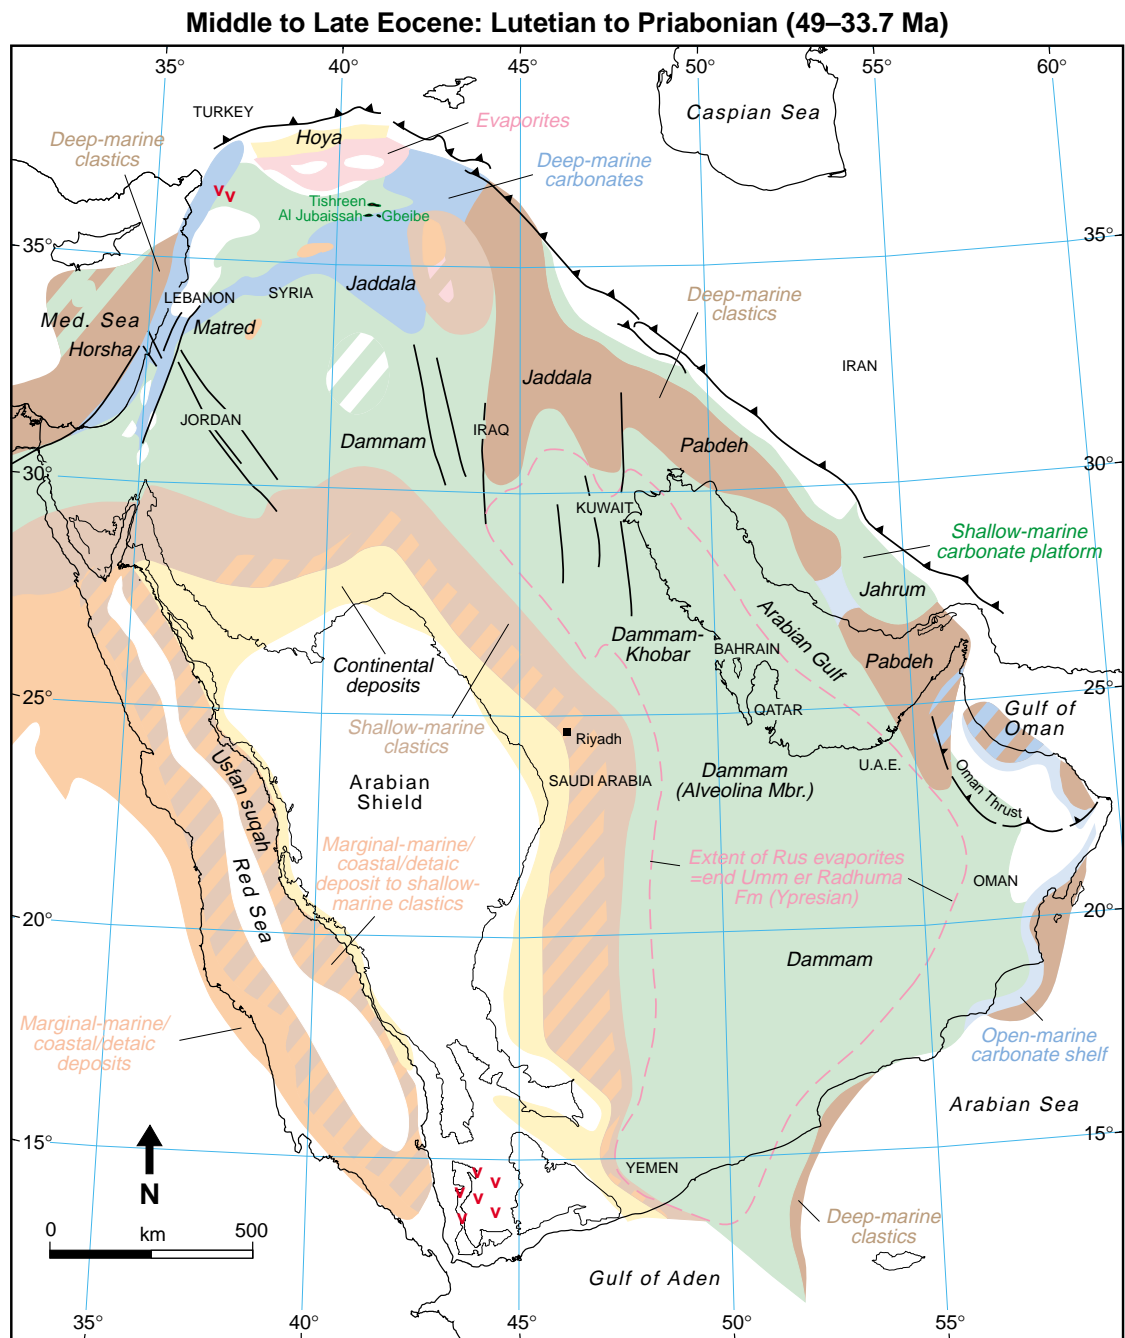 Middle to Late Eocene: Lutetian to Priabonian (49–33.7 Ma)
35°
40°
45°
50°
55°
60°
TURKEY
Hoya
Evaporites
Caspian Sea
Deep-marine
clastics
Deep-marine
carbonates
v
v
Tishreen
Al Jubaissah
Gbeibe
35°
35°
LEBANON
SYRIA
Jaddala
Deep-marine
clastics
Med. Sea
Matred
Horsha
IRAN
Jaddala
JORDAN
Dammam
IRAQ
Pabdeh
30°
30°
KUWAIT
Shallow-marine
carbonate platform
Jahrum
Arabian Gulf
Dammam-
Khobar
BAHRAIN
Pabdeh
Continental
deposits
25°
25°
QATAR
Gulf of
Oman
Shallow-marine
clastics
Riyadh
U.A.E.
Oman Thrust
Usfan suqah
Arabian
Shield
SAUDI ARABIA
Dammam
(Alveolina Mbr.)
Marginal-marine/
coastal/detaic
deposit to shallow-
marine clastics
Red Sea
Extent of Rus evaporites
=end Umm er Radhuma
Fm (Ypresian)
OMAN
20°
20°
Dammam
Marginal-marine/
coastal/detaic
deposits
Open-marine
carbonate shelf
Arabian Sea
15°
15°
N
YEMEN
v
v
v
v
v
v
0
km
500
Deep-marine
clastics
Gulf of Aden
35°
40°
45°
50°
55°